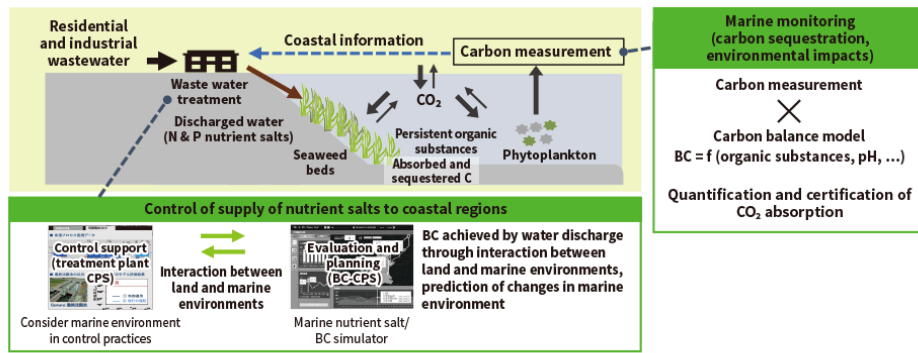 Residential
and industrial
wastewater
Coastal information
Carbon measurement
Waste water
treatment
Discharged water
(N & P nutrient salts)
CO₂
Seaweed
beds
Persistent organic
substances
Absorbed and
sequestered C
Phytoplankton
Marine monitoring
(carbon sequestration,
environmental impacts)
Carbon measurement
×
Carbon balance model
BC = f (organic substances, pH, ...)
Quantification and certification of
CO₂ absorption
Control of supply of nutrient salts to coastal regions
Control support
(treatment plant
CPS)
Consider marine environment
in control practices
Interaction between
land and marine
environments
Evaluation and
planning
(BC-CPS)
Marine nutrient salt/
BC simulator
BC achieved by water discharge
through interaction between
land and marine environments,
prediction of changes in marine
environment